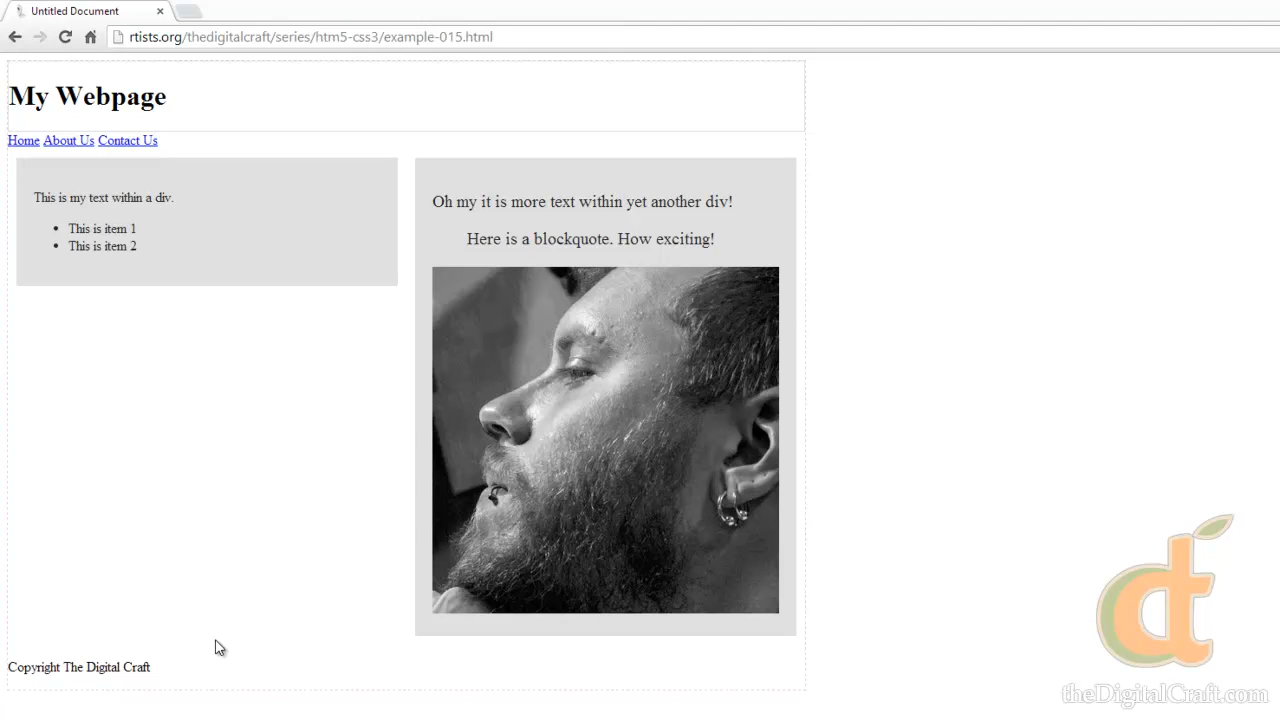 Untitled Document
rtists.org/thedigitalcraft/series/htm5-css3/example-015.html
My Webpage
Home About Us Contact Us
This is my text within a div.
This is item 1
This is item 2
Oh my it is more text within yet another div!
Here is a blockquote. How exciting!
Copyright The Digital Craft
dt
theDigitalCraft.com